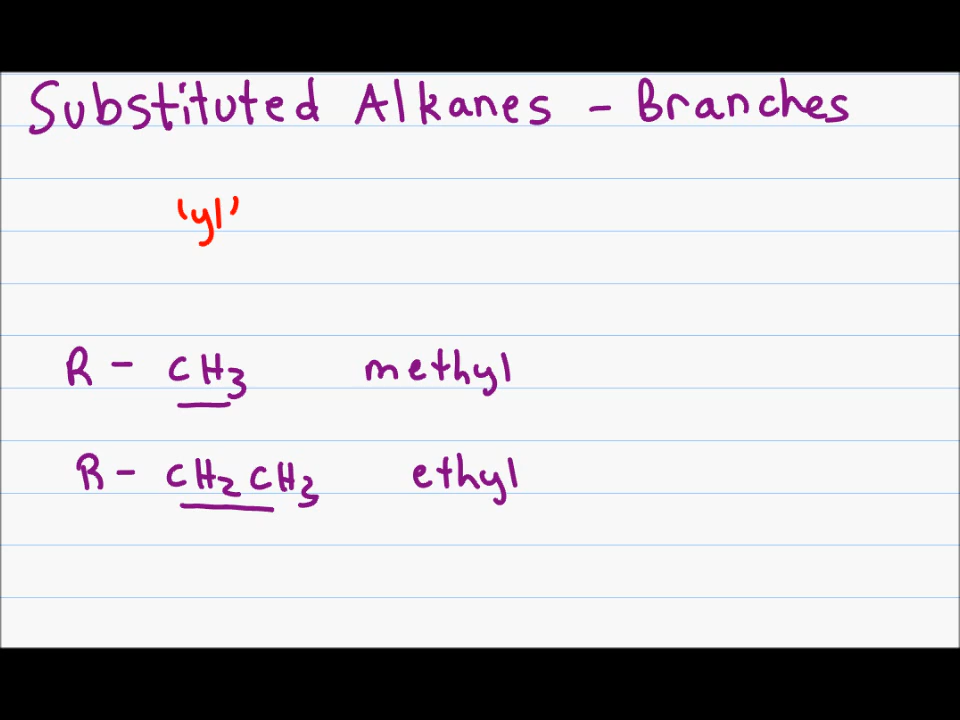 Substituted Alkanes - Branches
'yl'
R - CH₃ methyl
R - CH₂CH₃ ethyl